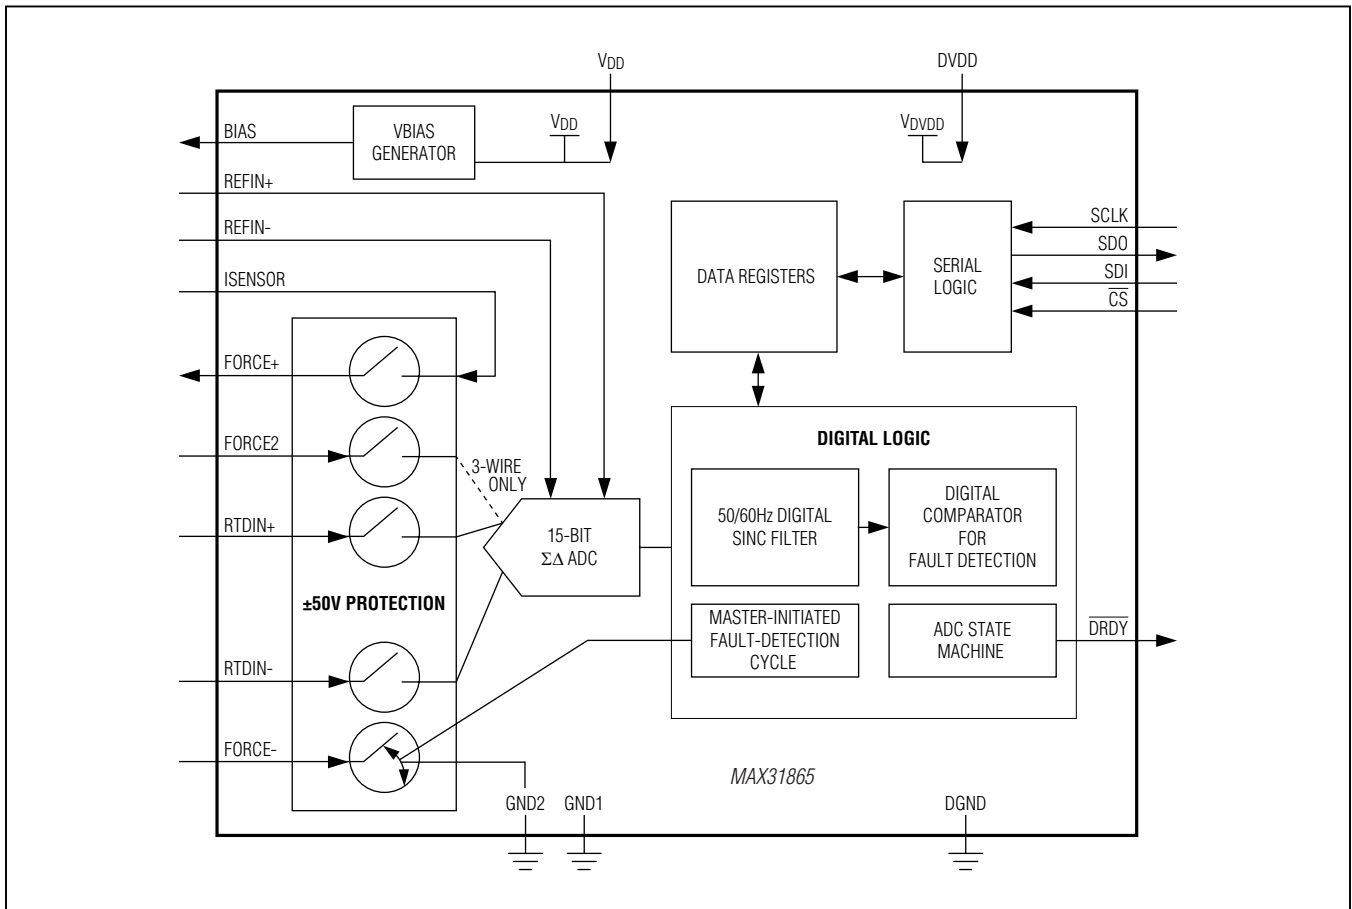 VDD
DVDD
BIAS
VBIAS
GENERATOR
VDD
VDVDD
REFIN+
REFIN-
ISENSOR
DATA REGISTERS
SERIAL
LOGIC
SCLK
SDO
SDI
CS
FORCE+
FORCE2
3-WIRE
ONLY
RTDIN+
15-BIT
ΣΔ ADC
±50V PROTECTION
RTDIN-
FORCE-
DIGITAL LOGIC
50/60Hz DIGITAL
SINC FILTER
DIGITAL
COMPARATOR
FOR
FAULT DETECTION
MASTER-INITIATED
FAULT-DETECTION
CYCLE
ADC STATE
MACHINE
DRDY
MAX31865
GND2
GND1
DGND